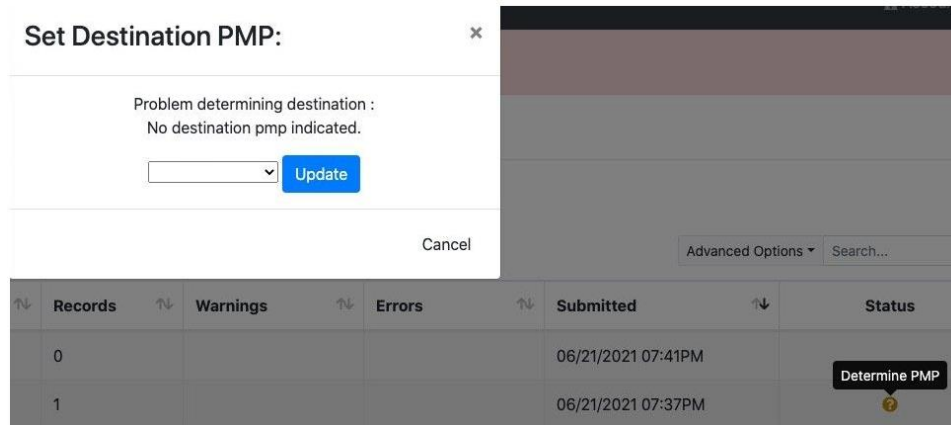 Set Destination PMP: ×
Problem determining destination :
No destination pmp indicated.
Update
Cancel
Advanced Options Search...
Records Warnings Errors Submitted Status
0 06/21/2021 07:41PM
Determine PMP
1 06/21/2021 07:37PM ?